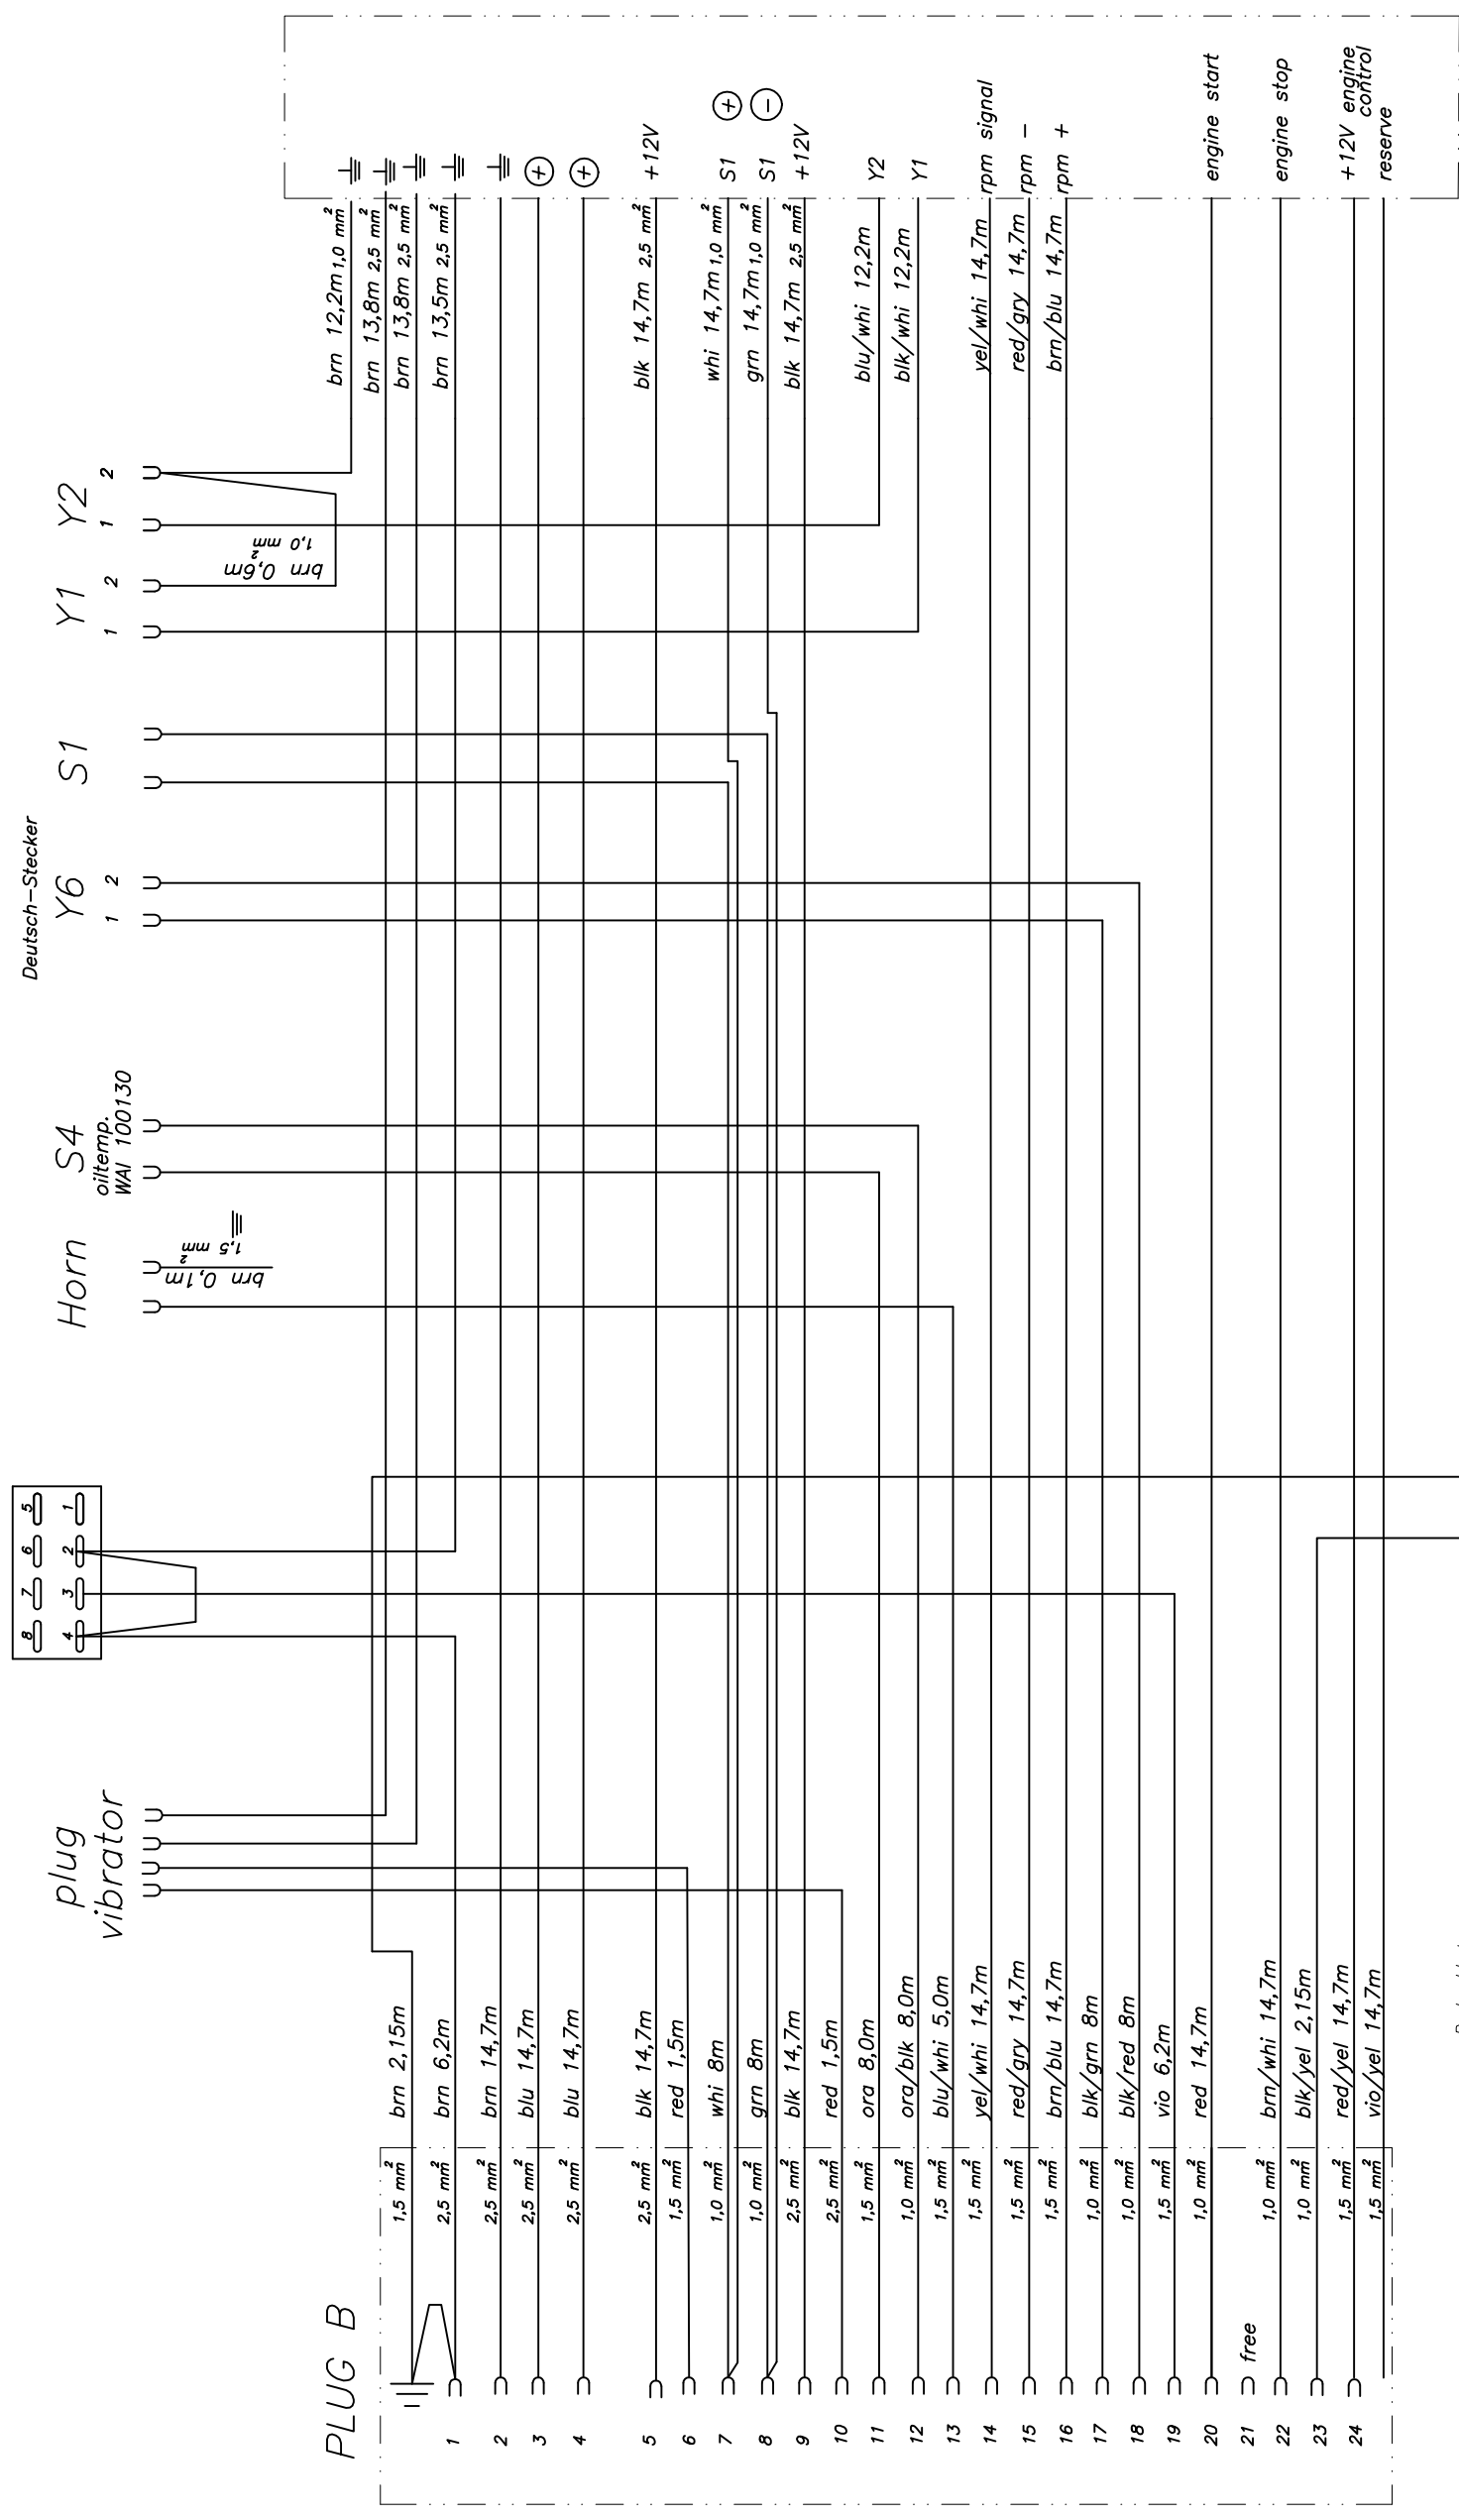 PLUG B
1
2
3
4
5
6
7
8
9
10
11
12
13
14
15
16
17
18
19
20
21 free
22
23
24
1,5 mm² brn 2,15m
2,5 mm² brn 6,2m
2,5 mm² brn 14,7m
2,5 mm² blu 14,7m
2,5 mm² blu 14,7m
2,5 mm² blk 14,7m
1,5 mm² red 1,5m
1,0 mm² whi 8m
1,0 mm² grn 8m
2,5 mm² blk 14,7m
2,5 mm² red 1,5m
1,5 mm² ora 8,0m
1,0 mm² ora/blk 8,0m
1,5 mm² blu/whi 5,0m
1,5 mm² yel/whi 14,7m
1,5 mm² red/gry 14,7m
1,5 mm² brn/blu 14,7m
1,0 mm² blk/grn 8m
1,0 mm² blk/red 8m
1,5 mm² vio 6,2m
1,0 mm² red 14,7m
1,0 mm² brn/whi 14,7m
1,0 mm² blk/yel 2,15m
1,5 mm² red/yel 14,7m
1,5 mm² vio/yel 14,7m
plug
vibrator
8 7 6 5
4 3 2 1
Horn
brn 0,1m
1,5 mm²
S4
oiltemp.
WAI 100130
Deutsch-Stecker
Y6
1 2
S1
Y1
1 2
Y2
1 2
brn 0,6m
1,0 mm²
brn 12,2m 1,0 mm²
brn 13,8m 2,5 mm²
brn 13,8m 2,5 mm²
brn 13,5m 2,5 mm²
+
+
blk 14,7m 2,5 mm² +12V
whi 14,7m 1,0 mm² S1 +
grn 14,7m 1,0 mm² S1 −
blk 14,7m 2,5 mm² +12V
blu/whi 12,2m Y2
blk/whi 12,2m Y1
yel/whi 14,7m rpm signal
red/gry 14,7m rpm −
brn/blu 14,7m rpm +
engine start
engine stop
+12V engine
control
reserve